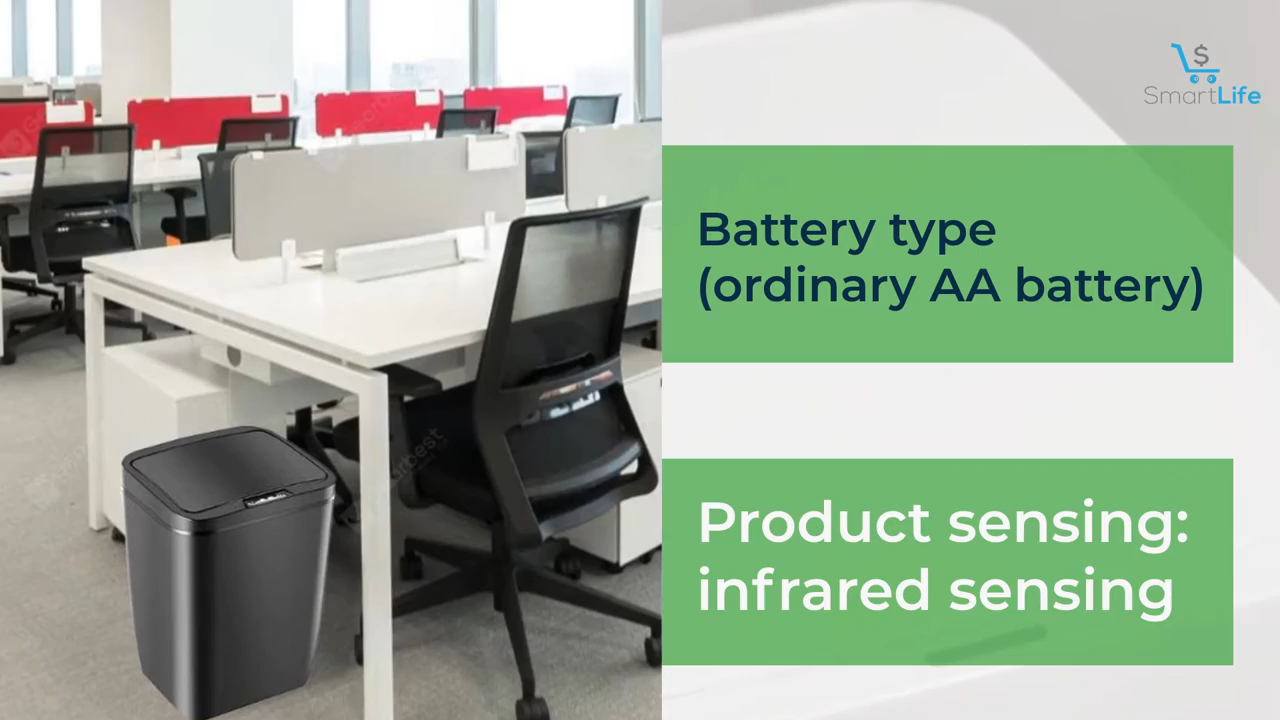 $
SmartLife
Battery type
(ordinary AA battery)
Product sensing:
infrared sensing